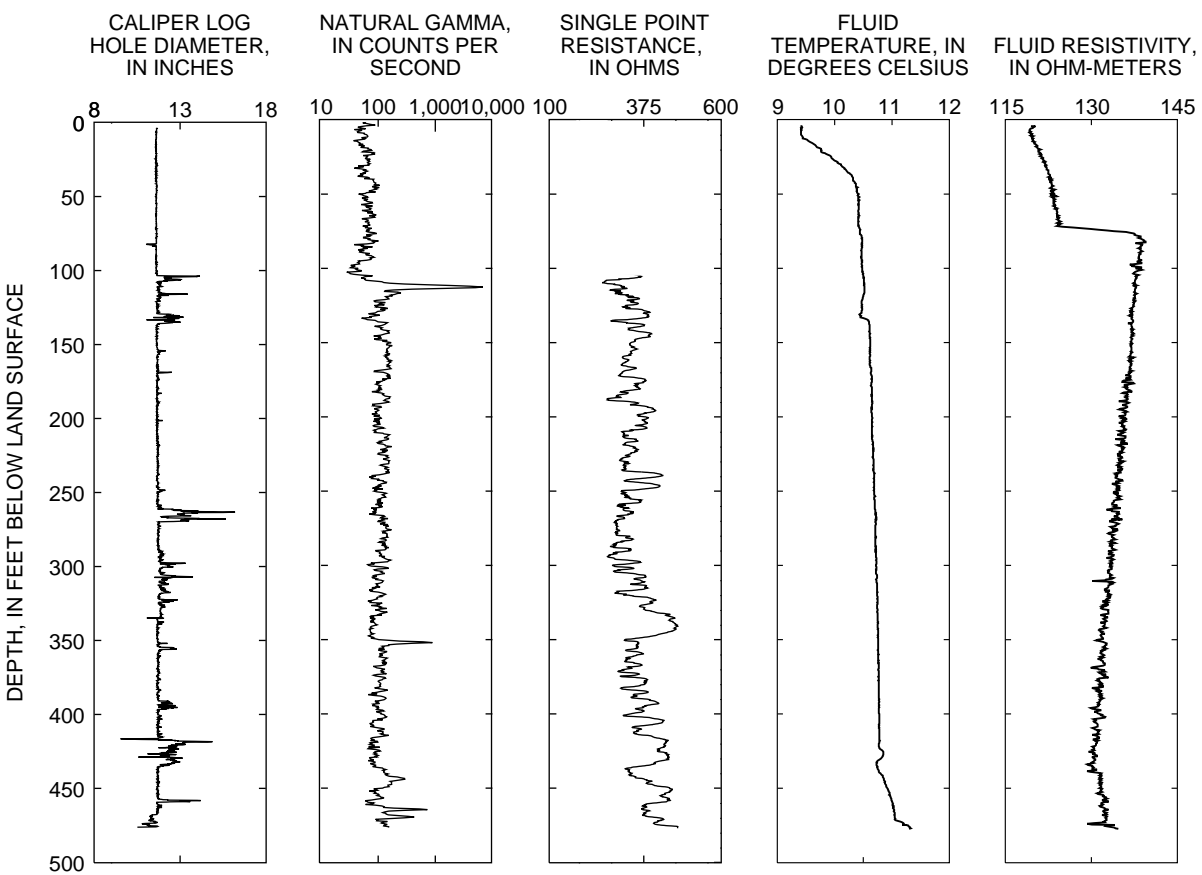 CALIPER LOG
HOLE DIAMETER,
IN INCHES
NATURAL GAMMA,
IN COUNTS PER
SECOND
SINGLE POINT
RESISTANCE,
IN OHMS
FLUID
TEMPERATURE, IN
DEGREES CELSIUS
FLUID RESISTIVITY,
IN OHM-METERS
8 13 18
10 100 1,000 10,000
100 375 600
9 10 11 12
115 130 145
DEPTH, IN FEET BELOW LAND SURFACE
0
50
100
150
200
250
300
350
400
450
500